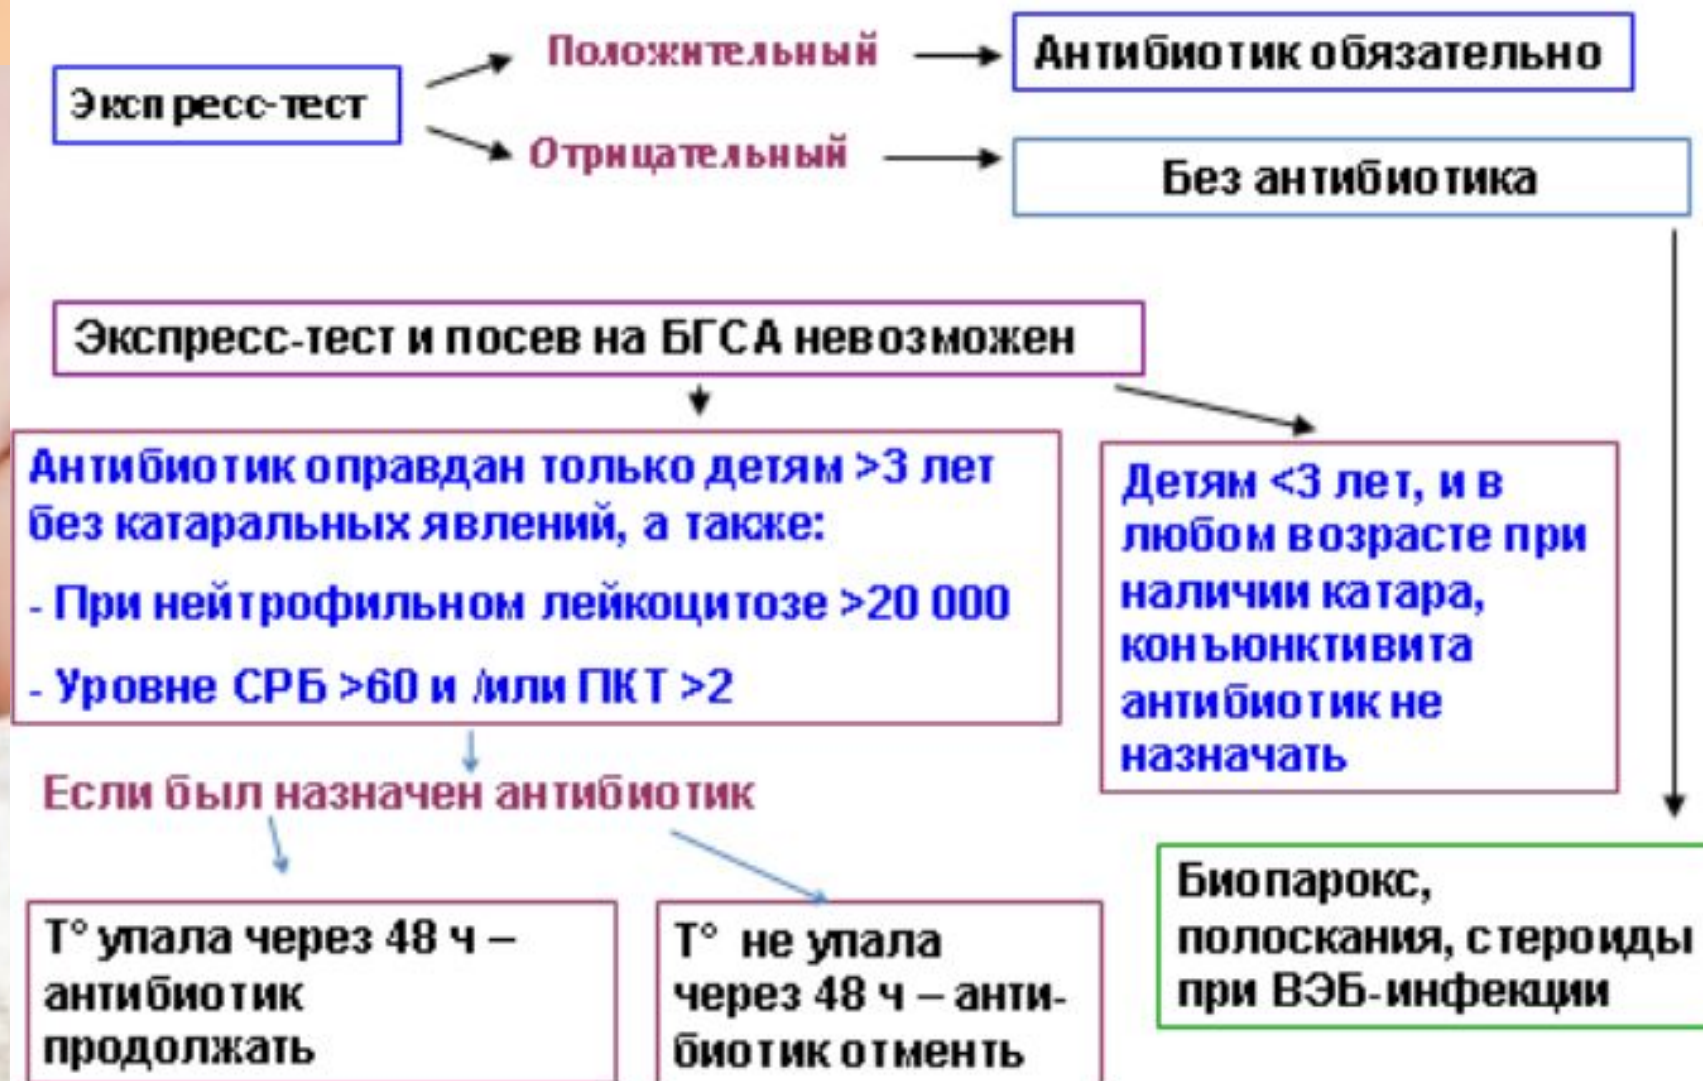 Экспресс-тест
Положительный
Антибиотик обязательно
Отрицательный
Без антибиотика
Экспресс-тест и посев на БГСА невозможен
Антибиотик оправдан только детям >3 лет
без катаральных явлений, а также:
- При нейтрофильном лейкоцитозе >20 000
- Уровне СРБ >60 и /или ПКТ >2
Детям <3 лет, и в
любом возрасте при
наличии катара,
конъюнктивита
антибиотик не
назначать
Если был назначен антибиотик
Т° упала через 48 ч –
антибиотик
продолжать
Т° не упала
через 48 ч – анти-
биотик отменть
Биопарокс,
полоскания, стероиды
при ВЭБ-инфекции